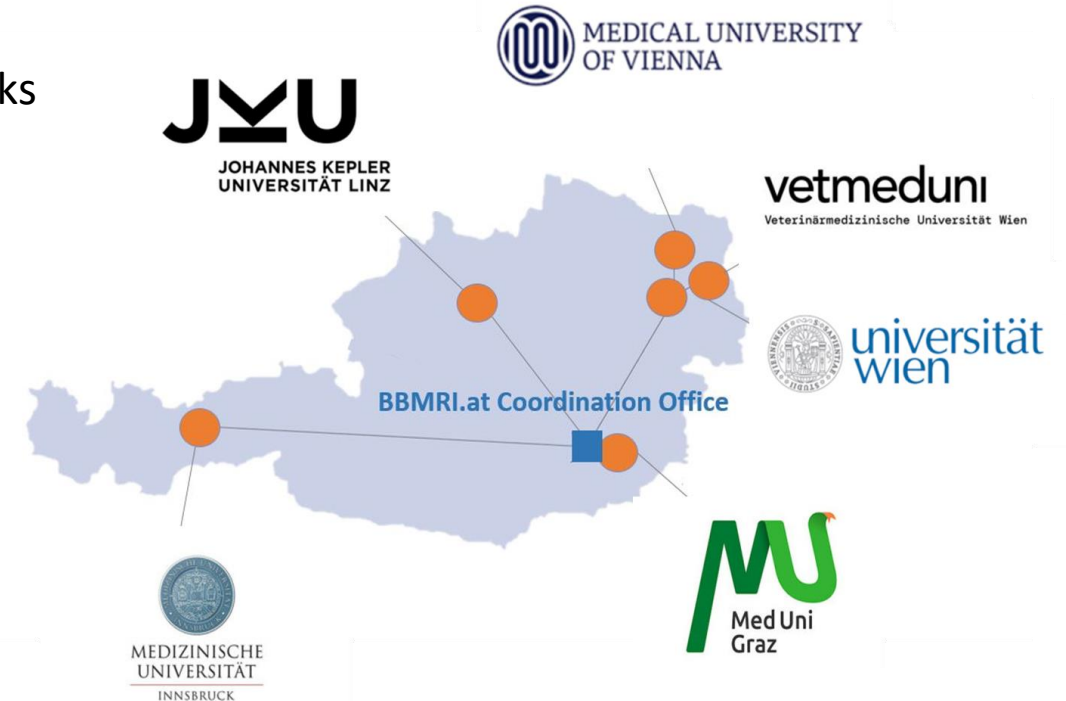 MEDICAL UNIVERSITY
OF VIENNA
ks
JKU
JOHANNES KEPLER
UNIVERSITÄT LINZ
vetmeduni
Veterinärmedizinische Universität Wien
universität
wien
BBMRI.at Coordination Office
MU
Med Uni
Graz
MEDIZINISCHE
UNIVERSITÄT
INNSBRUCK